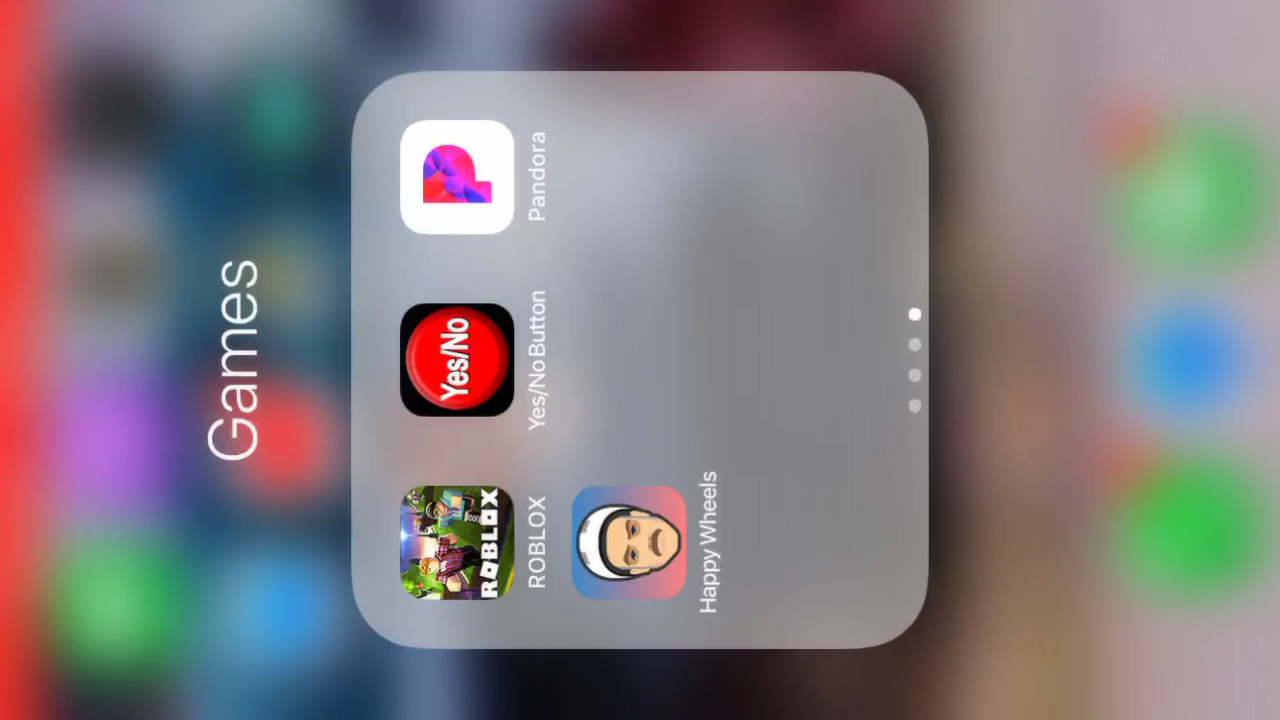 Games
ROBLOX
Yes/No
Pandora
ROBLOX
Yes/No Button
Happy Wheels